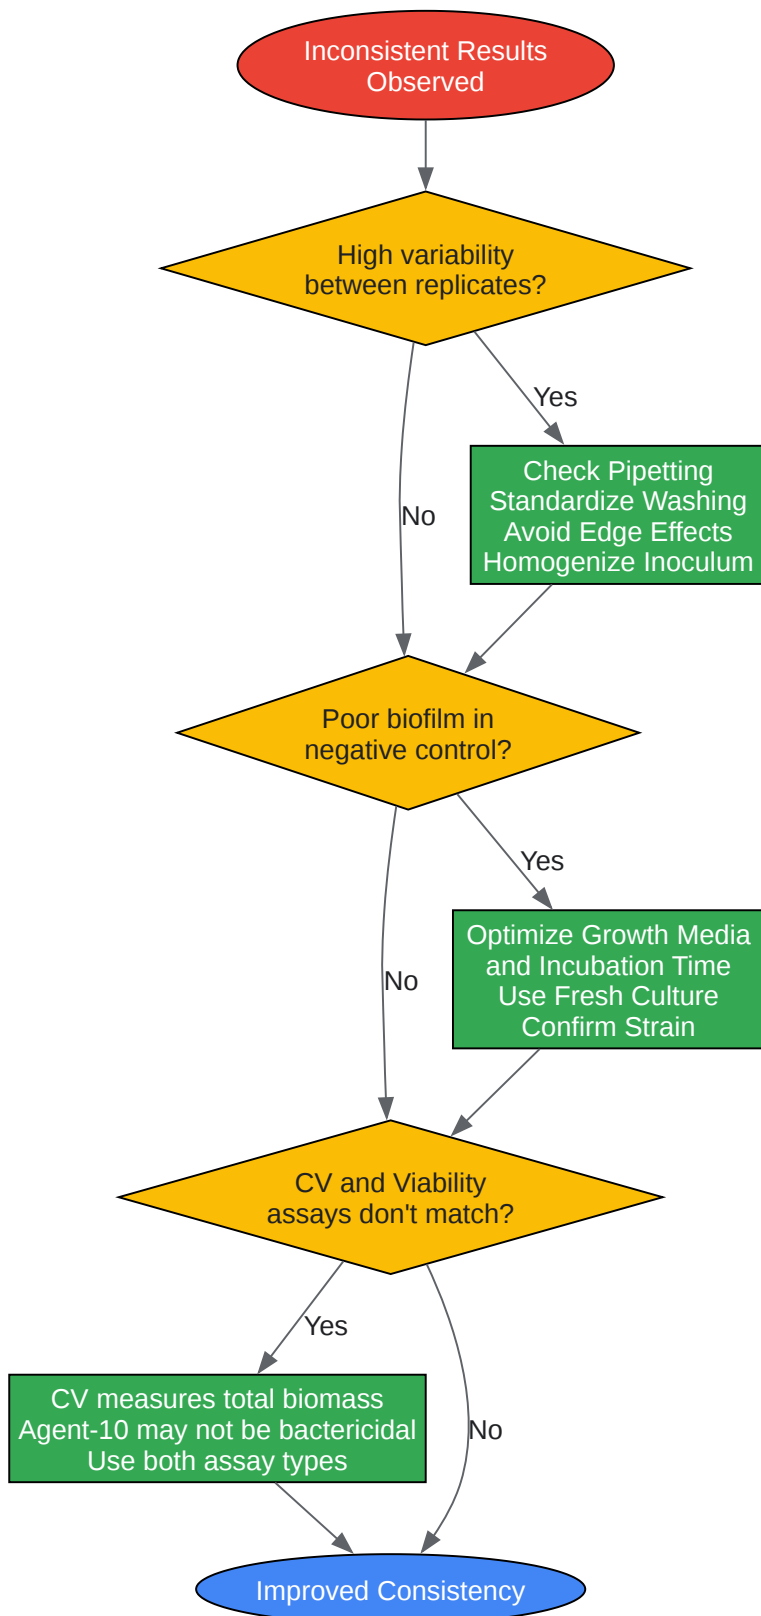 Inconsistent Results
Observed
High variability
between replicates?
Yes
Check Pipetting
Standardize Washing
Avoid Edge Effects
Homogenize Inoculum
No
Poor biofilm in
negative control?
Yes
Optimize Growth Media
and Incubation Time
Use Fresh Culture
Confirm Strain
No
CV and Viability
assays don't match?
Yes
CV measures total biomass
Agent-10 may not be bactericidal
Use both assay types
No
Improved Consistency